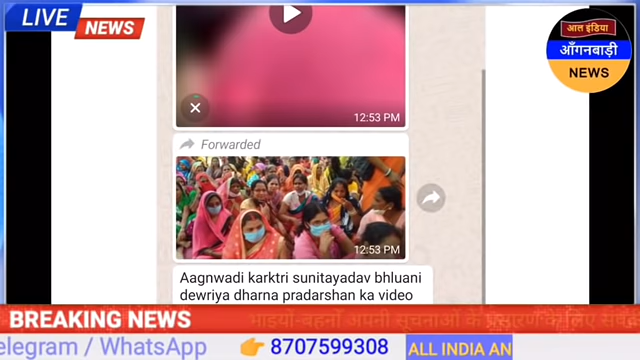 LIVE
NEWS
आल इंडिया
आँगनबाड़ी
NEWS
12:53 PM
Forwarded
12:53 PM
Aagnwadi karktri sunitayadav bhluani
dewriya dharna pradarshan ka video
BREAKING NEWS
elegram / WhatsApp 👉 8707599308
ALL INDIA AN